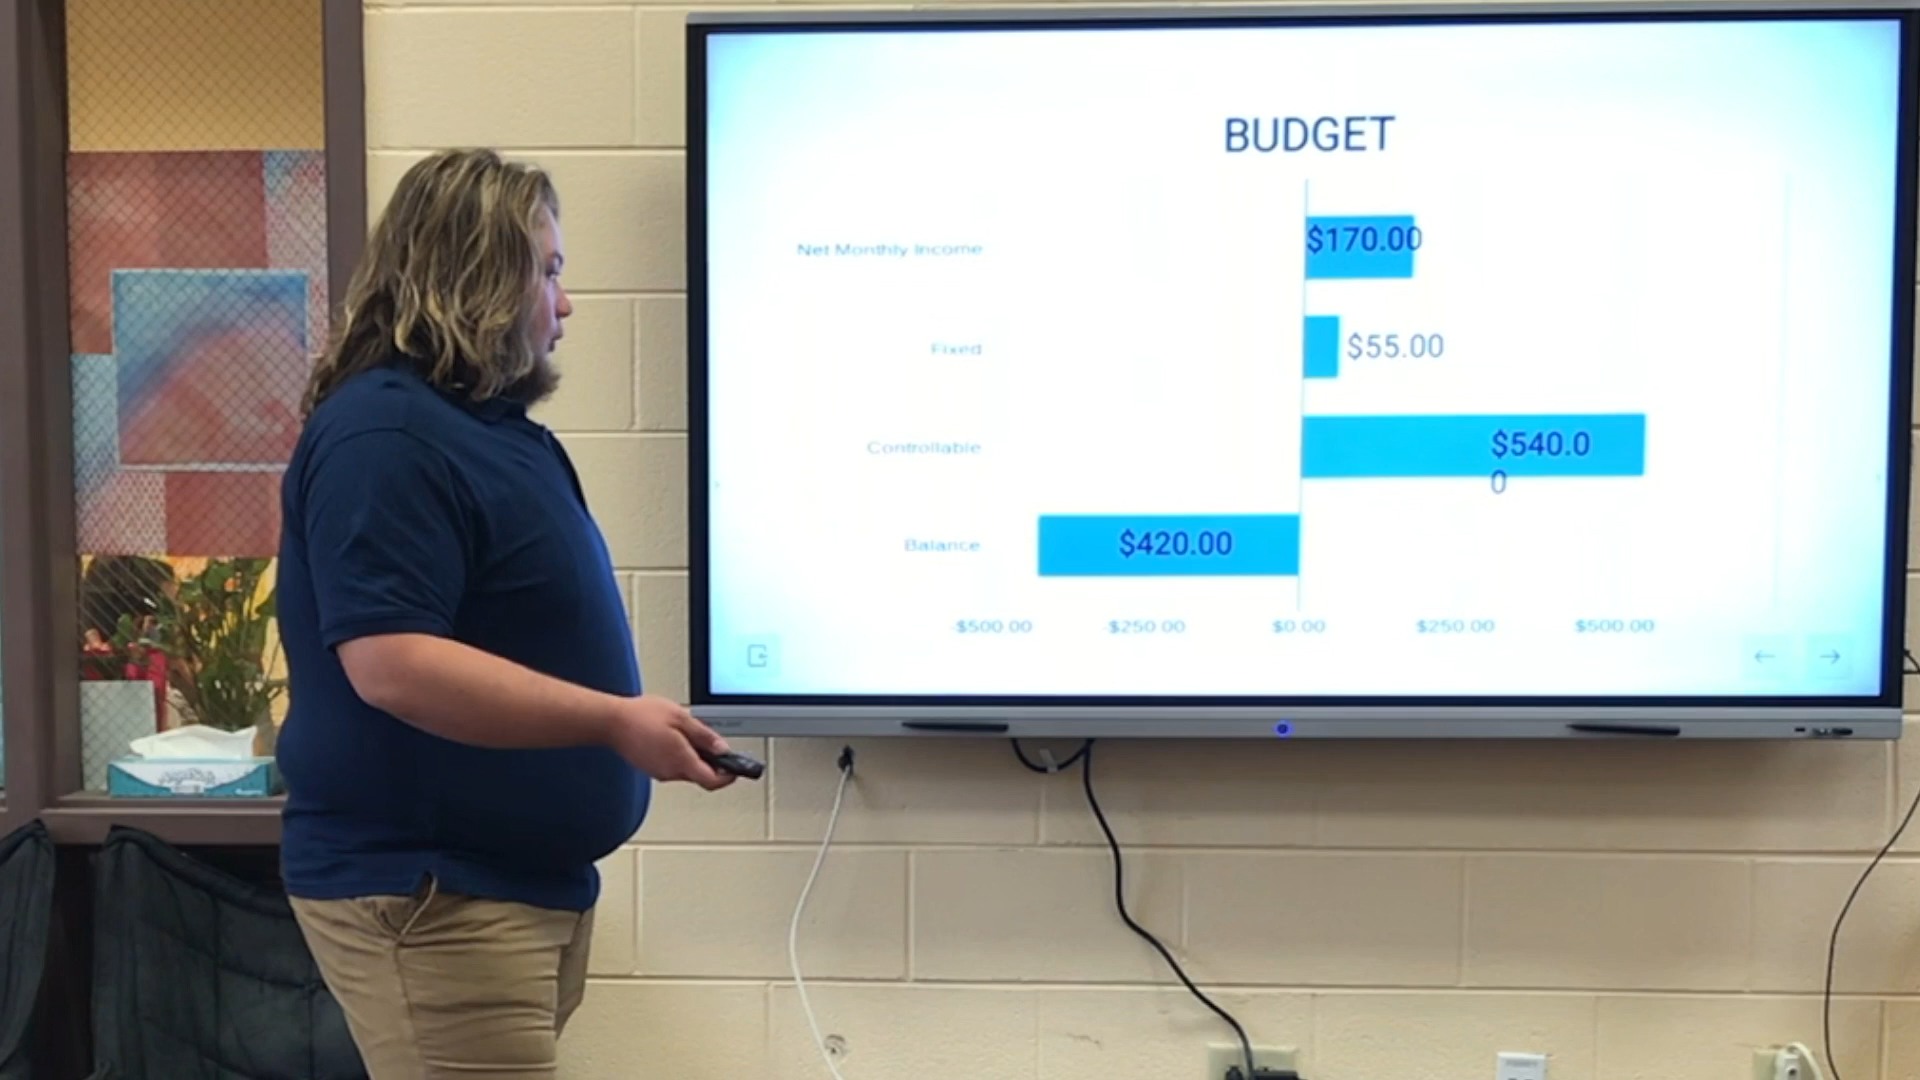 BUDGET
Net Monthly Income
$170.00
Fixed
$55.00
Controllable
$540.0
0
Balance
$420.00
-$500.00 -$250.00 $0.00 $250.00 $500.00